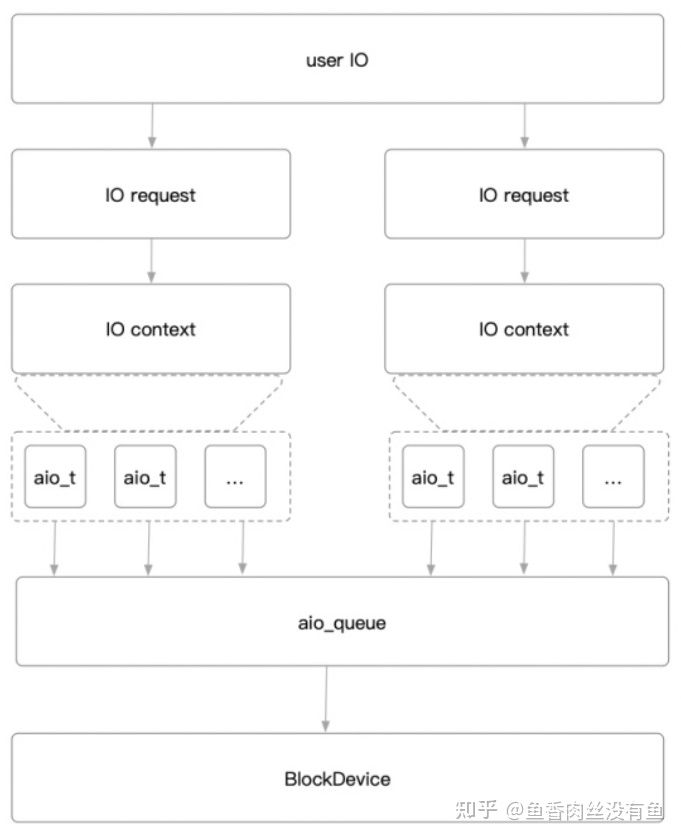 user IO
IO request IO request
IO context IO context
aio_t aio_t ... aio_t aio_t ...
aio_queue
BlockDevice
知乎 @鱼香肉丝没有鱼